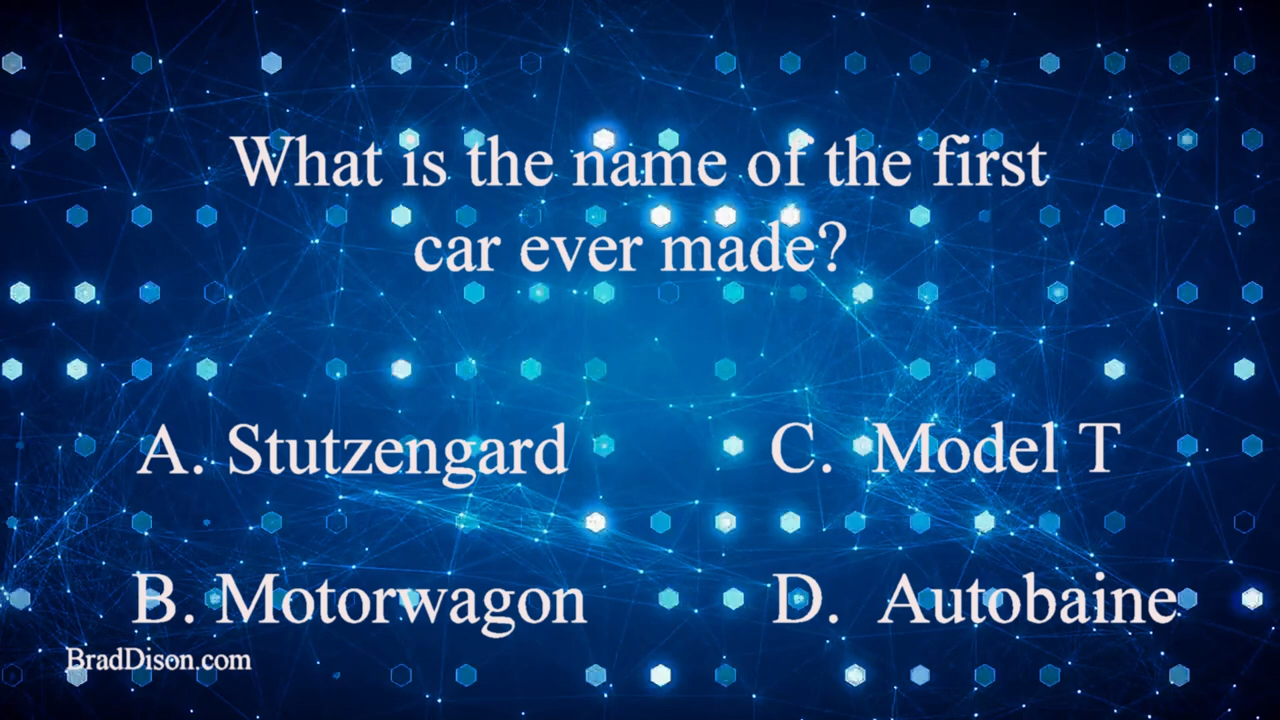 What is the name of the first
car ever made?
A. Stutzengard
C. Model T
B. Motorwagon
D. Autobaine
BradDison.com